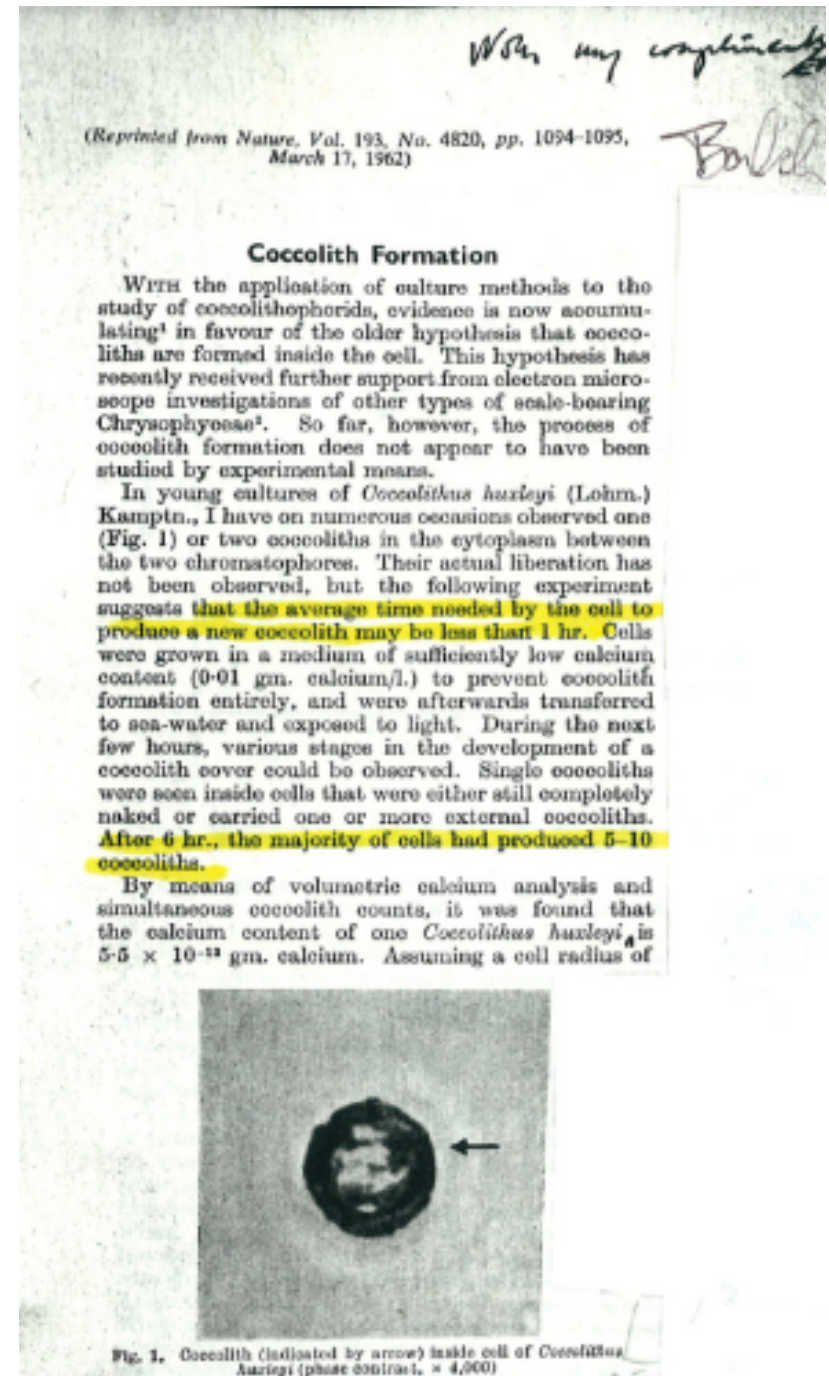 With my compliments
(Reprinted from Nature, Vol. 193, No. 4820, pp. 1094–1095,
March 17, 1962)
Coccolith Formation
WITH the application of culture methods to the
study of coccolithophorids, evidence is now accumu-
lating¹ in favour of the older hypothesis that cocco-
liths are formed inside the cell. This hypothesis has
recently received further support from electron micro-
scope investigations of other types of scale-bearing
Chrysophyceae². So far, however, the process of
coccolith formation does not appear to have been
studied by experimental means.
In young cultures of Coccolithus huxleyi (Lohm.)
Kamptn., I have on numerous occasions observed one
(Fig. 1) or two coccoliths in the cytoplasm between
the two chromatophores. Their actual liberation has
not been observed, but the following experiment
suggests that the average time needed by the cell to
produce a new coccolith may be less than 1 hr. Cells
were grown in a medium of sufficiently low calcium
content (0·01 gm. calcium/l.) to prevent coccolith
formation entirely, and were afterwards transferred
to sea-water and exposed to light. During the next
few hours, various stages in the development of a
coccolith cover could be observed. Single coccoliths
were seen inside cells that were either still completely
naked or carried one or more external coccoliths.
After 6 hr., the majority of cells had produced 5–10
coccoliths.
By means of volumetric calcium analysis and
simultaneous coccolith counts, it was found that
the calcium content of one Coccolithus huxleyi is
5·5 × gm. calcium. Assuming a cell radius of
Fig. 1. Coccolith (indicated by arrow) inside cell of Coccolithus
huxleyi (phase contrast, × 4,000)